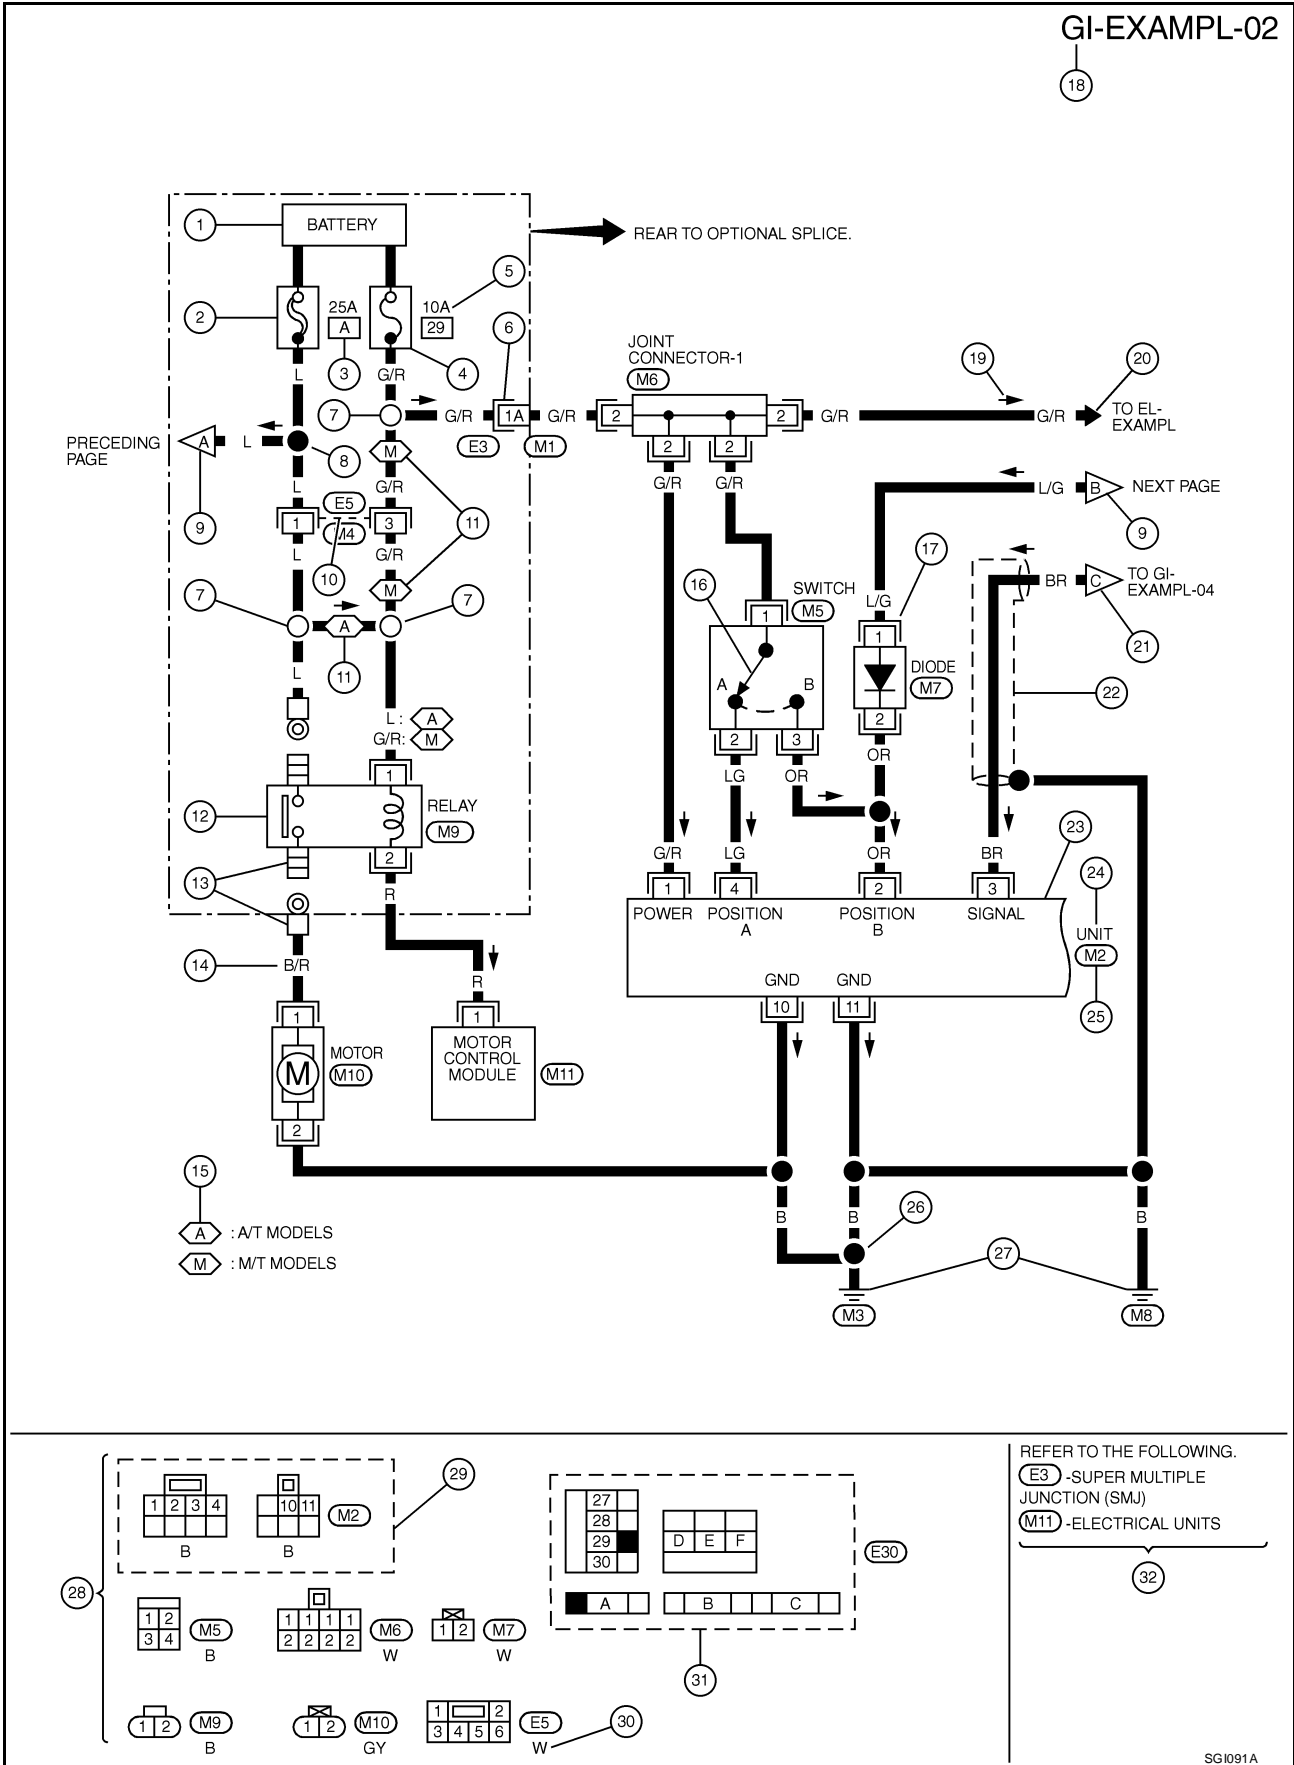 GI-EXAMPL-02
18
1
BATTERY
REAR TO OPTIONAL SPLICE.
5
2
25A
A
10A
29
6
3
4
L
G/R
JOINT
CONNECTOR-1
M6
19
20
7
G/R
1A
G/R
2
2
G/R
G/R
TO EL-
EXAMPL
PRECEDING
PAGE
A
L
8
M
E3
M1
2
2
L
G/R
G/R
G/R
L/G
B
NEXT PAGE
9
1
E5
M4
3
11
9
L
G/R
17
10
M
16
SWITCH
M5
BR
C
TO GI-
EXAMPL-04
7
A
7
L/G
1
1
21
L
11
A
B
DIODE
M7
22
L :
A
G/R:
M
2
3
2
1
LG
OR
OR
12
RELAY
M9
23
2
G/R
LG
OR
BR
13
R
1
4
2
3
24
POWER
POSITION
A
POSITION
B
SIGNAL
UNIT
M2
14
B/R
R
GND
GND
10
11
25
1
1
M
MOTOR
M10
MOTOR
CONTROL
MODULE
M11
2
15
A
: A/T MODELS
M
: M/T MODELS
B
B
B
26
27
M3
M8
28
1 2 3 4
10 11
M2
B
B
29
27
28
29
30
D E F
E30
A
B
C
31
1 2
3 4
M5
B
1 1 1 1
2 2 2 2
M6
W
1 2
M7
W
1 2
M9
B
1 2
M10
GY
1 2
3 4 5 6
E5
W
30
REFER TO THE FOLLOWING.
E3 -SUPER MULTIPLE
JUNCTION (SMJ)
M11 -ELECTRICAL UNITS
32
SGI091A